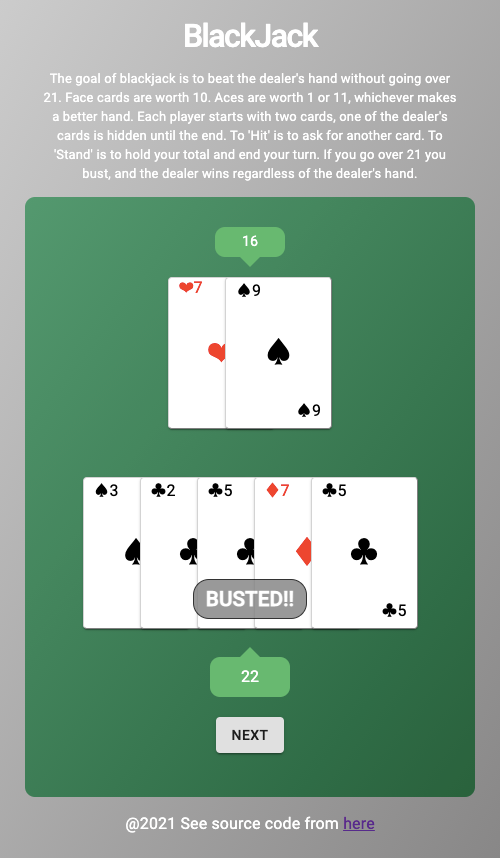 BlackJack
The goal of blackjack is to beat the dealer's hand without going over
21. Face cards are worth 10. Aces are worth 1 or 11, whichever makes
a better hand. Each player starts with two cards, one of the dealer's
cards is hidden until the end. To 'Hit' is to ask for another card. To
'Stand' is to hold your total and end your turn. If you go over 21 you
bust, and the dealer wins regardless of the dealer's hand.
16
♥7 ♠9
♠9
♠3 ♣2 ♣5 ♦7 ♣5
BUSTED!!
♣5
22
NEXT
@2021 See source code from here